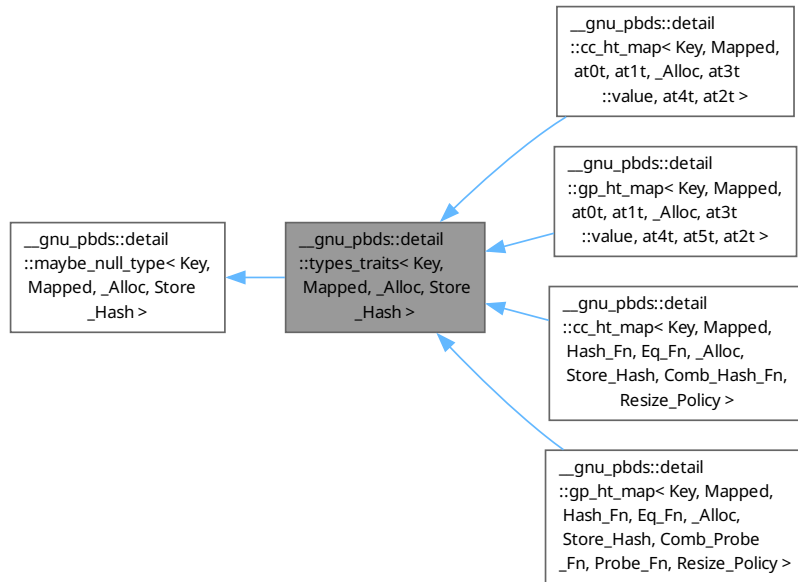 __gnu_pbds::detail
::maybe_null_type< Key,
Mapped, _Alloc, Store
_Hash >
__gnu_pbds::detail
::types_traits< Key,
Mapped, _Alloc, Store
_Hash >
__gnu_pbds::detail
::cc_ht_map< Key, Mapped,
at0t, at1t, _Alloc, at3t
::value, at4t, at2t >
__gnu_pbds::detail
::gp_ht_map< Key, Mapped,
at0t, at1t, _Alloc, at3t
::value, at4t, at5t, at2t >
__gnu_pbds::detail
::cc_ht_map< Key, Mapped,
Hash_Fn, Eq_Fn, _Alloc,
Store_Hash, Comb_Hash_Fn,
Resize_Policy >
__gnu_pbds::detail
::gp_ht_map< Key, Mapped,
Hash_Fn, Eq_Fn, _Alloc,
Store_Hash, Comb_Probe
_Fn, Probe_Fn, Resize_Policy >